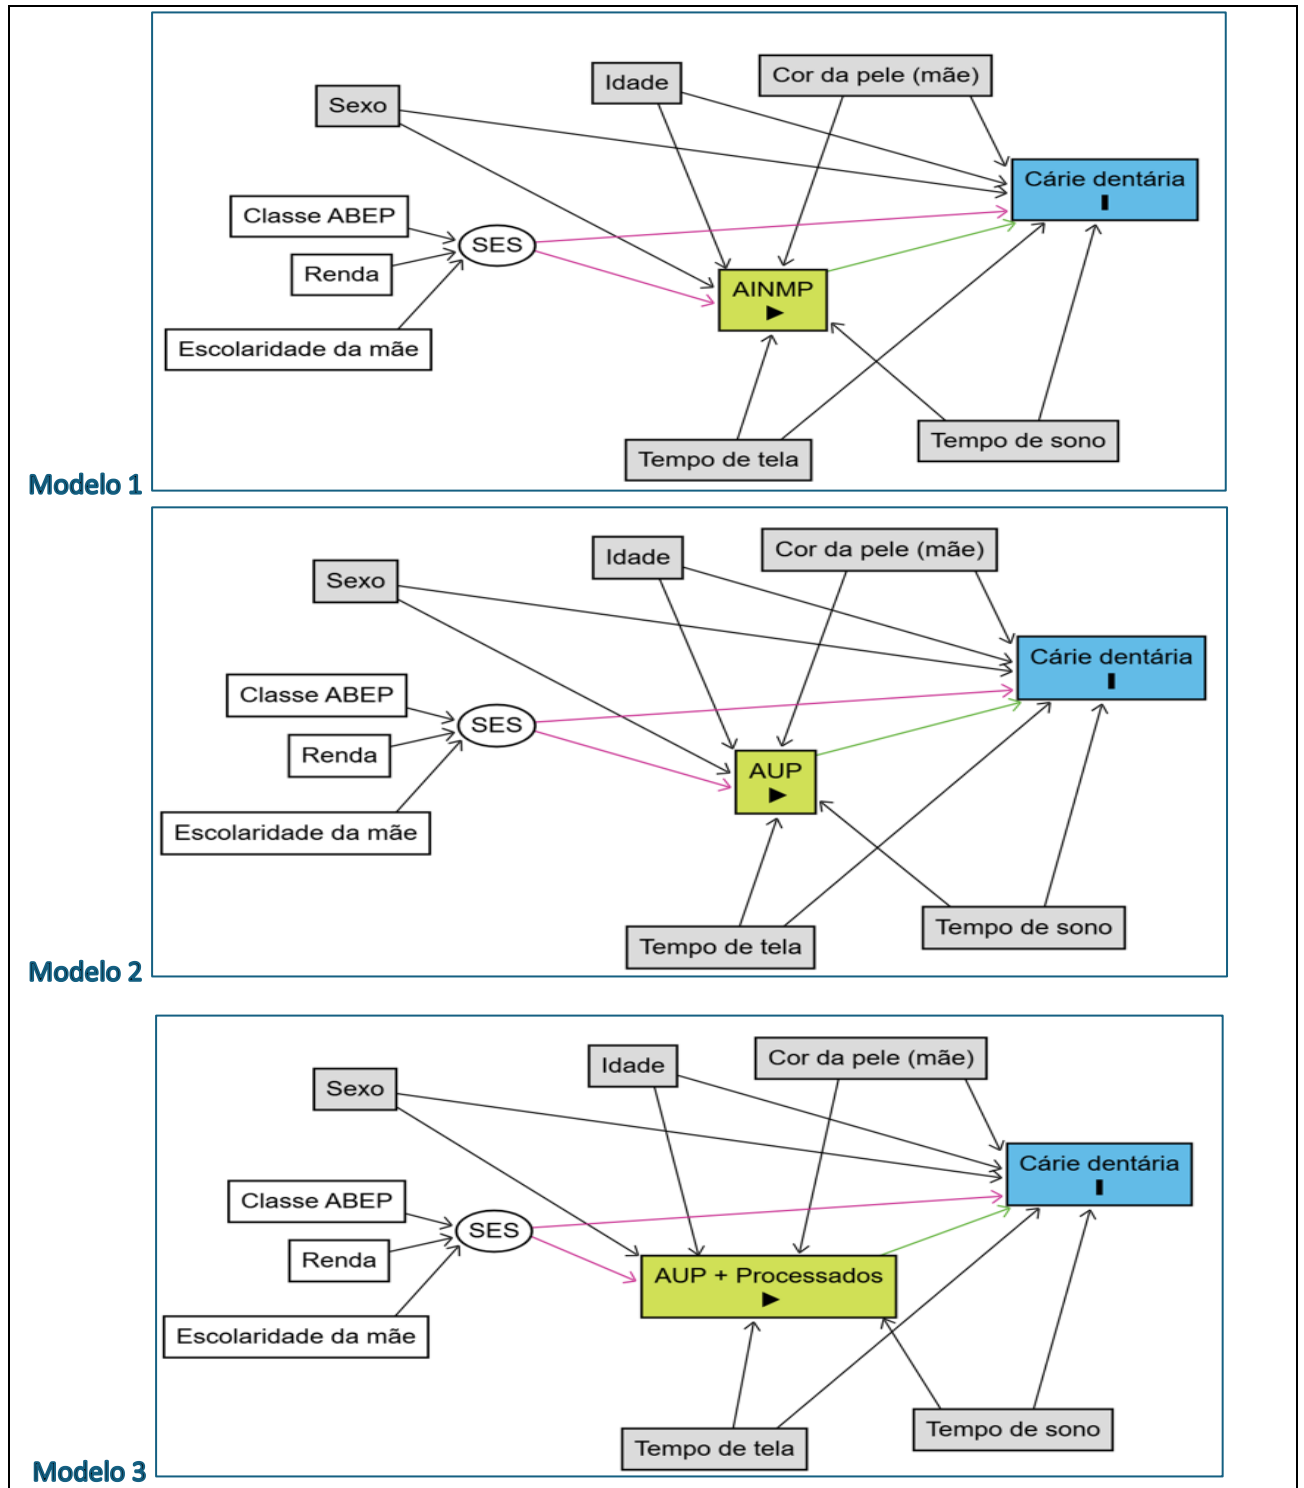 Idade
Cor da pele (mãe)
Sexo
Cárie dentária
Classe ABEP
SES
Renda
AINMP
Escolaridade da mãe
Tempo de sono
Tempo de tela
Modelo 1
Cor da pele (mãe)
Idade
Sexo
Cárie dentária
Classe ABEP
SES
Renda
AUP
Escolaridade da mãe
Tempo de sono
Tempo de tela
Modelo 2
Cor da pele (mãe)
Idade
Sexo
Cárie dentária
Classe ABEP
SES
Renda
AUP + Processados
Escolaridade da mãe
Tempo de sono
Tempo de tela
Modelo 3